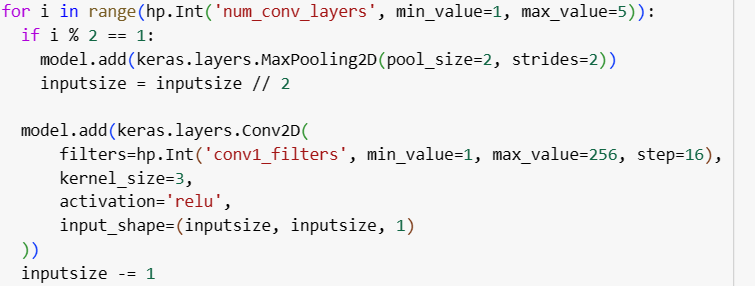 for i in range(hp.Int('num_conv_layers', min_value=1, max_value=5)):
  if i % 2 == 1:
    model.add(keras.layers.MaxPooling2D(pool_size=2, strides=2))
    inputsize = inputsize // 2

  model.add(keras.layers.Conv2D(
      filters=hp.Int('conv1_filters', min_value=1, max_value=256, step=16),
      kernel_size=3,
      activation='relu',
      input_shape=(inputsize, inputsize, 1)
  ))
  inputsize -= 1